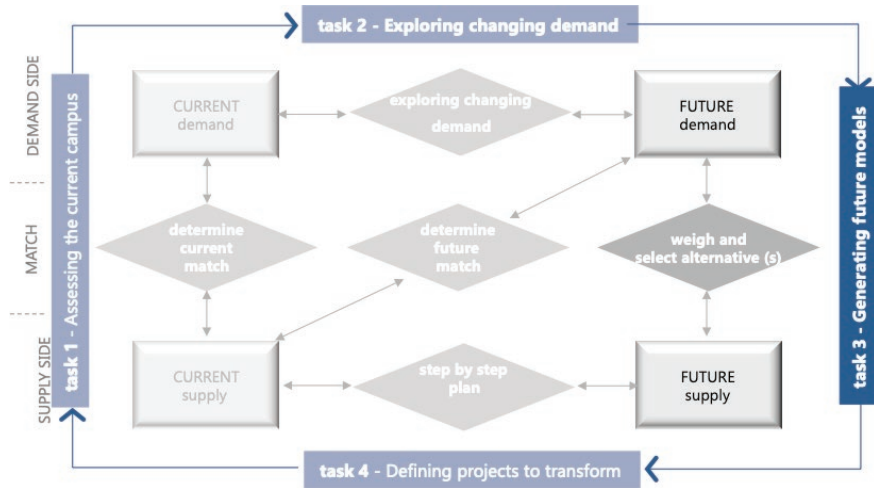 task 2 - Exploring changing demand
DEMAND SIDE
MATCH
SUPPLY SIDE
task 1 - Assessing the current campus
CURRENT
demand
exploring changing
demand
FUTURE
demand
determine
current
match
determine
future
match
weigh and
select alternative (s)
CURRENT
supply
step by step
plan
FUTURE
supply
task 3 - Generating future models
task 4 - Defining projects to transform